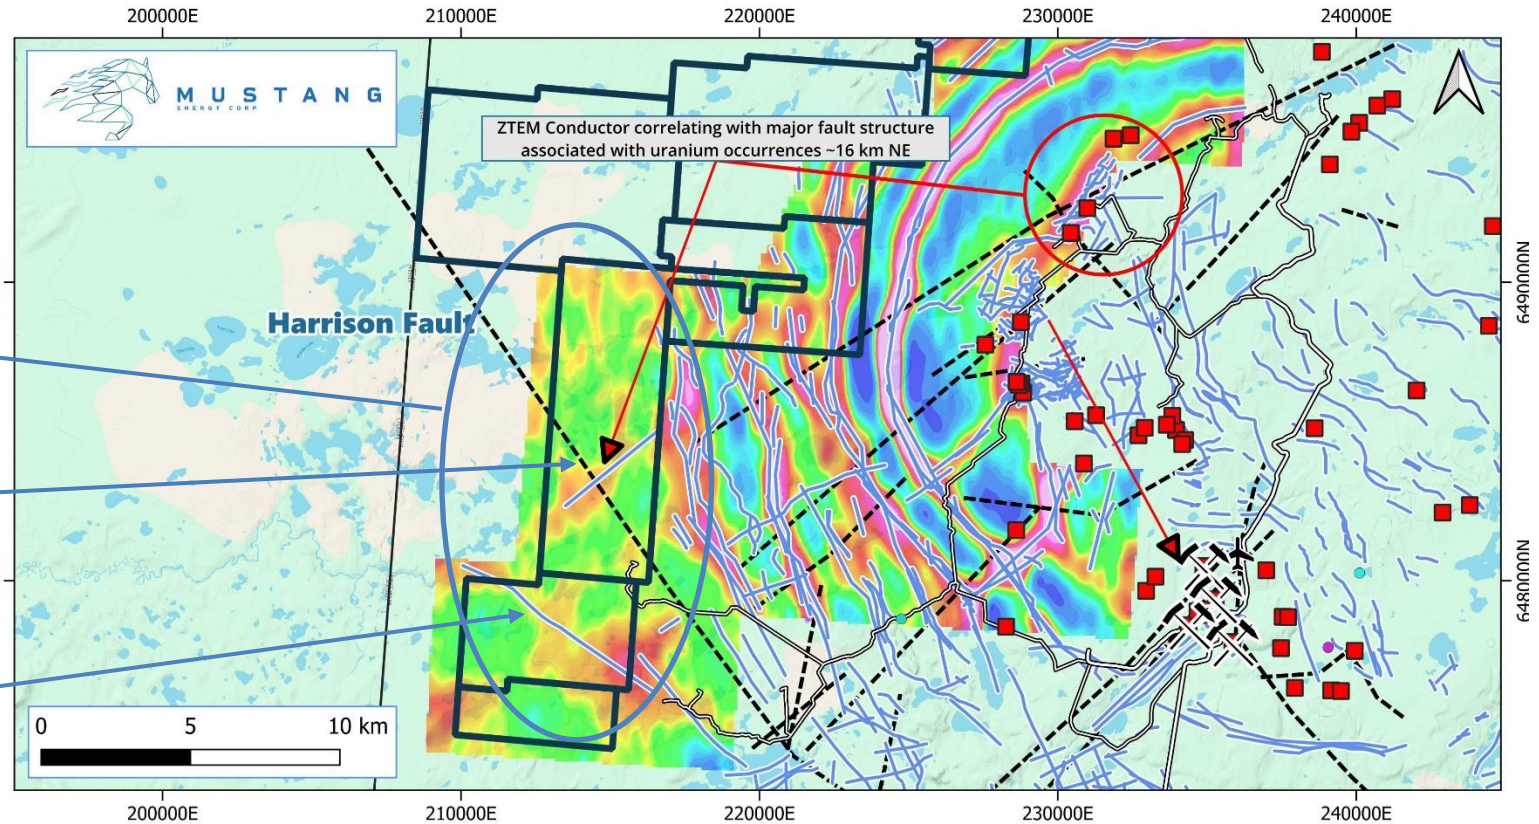 200000E
210000E
220000E
230000E
240000E
MUSTANG
ENERGY CORP
ZTEM Conductor correlating with major fault structure
associated with uranium occurrences ~16 km NE
Harrison Fault
6490000N
6480000N
0 5 10 km
200000E
210000E
220000E
230000E
240000E